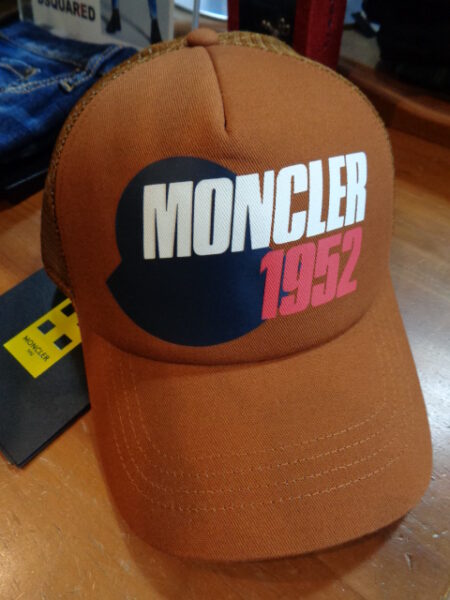 DSQUARED
MONCLER
1952
MONCLER